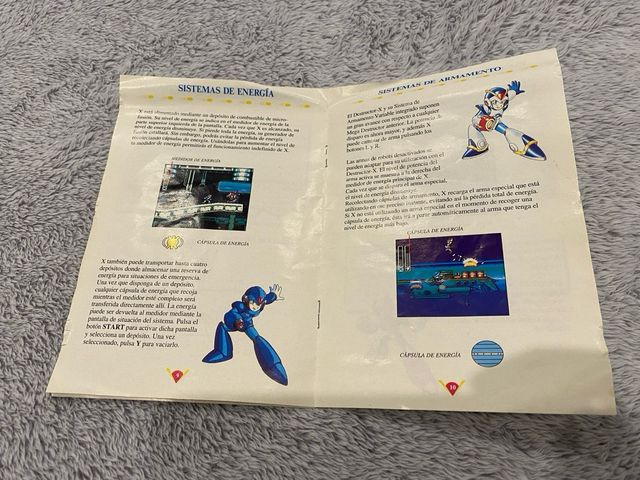 SISTEMAS DE ENERGÍA
X está alimentado mediante un depósito de combustible de micro-
fusión. Su nivel de energía se indica en el medidor de energía de la
parte superior izquierda de la pantalla. Cada vez que X es alcanzado, su
nivel de energía disminuye. Si pierde toda la energía, su generador de
fusión estallará. Sin embargo, podrá evitar la pérdida de energía
recolectando cápsulas de energía. Usándolas para aumentar el nivel de
la medidor de energía permitirá el funcionamiento indefinido de X.
MEDIDOR DE ENERGÍA
CÁPSULA DE ENERGÍA
X también puede transportar hasta cuatro
depósitos donde almacenar una reserva de
energía para situaciones de emergencia.
Una vez que disponga de un depósito,
cualquier cápsula de energía que recoja
mientras el medidor esté completo será
transferida directamente allí. La energía
puede ser devuelta al medidor mediante la
pantalla de situación del sistema. Pulsa el
botón START para activar dicha pantalla
y selecciona un depósito. Una vez
seleccionado, pulsa Y para vaciarlo.
9
SISTEMAS DE ARMAMENTO
El Destructor-X y su Sistema de
Armamento Variable integrado suponen
un gran avance con respecto a cualquier
Mega Destructor anterior. La potencia de
disparo es ahora mayor, y además X
puede cambiar de arma pulsando los
botones L y R.
Las armas de robots desactivados se
pueden adaptar para su utilización con el
Destructor-X. El nivel de potencia del
arma activa se muestra a la derecha del
medidor de energía principal de X.
Cada vez que se dispara el arma especial,
el nivel de energía disminuye.
Recolectando cápsulas de armamento, X recarga el arma especial que está
utilizando en ese preciso instante, evitando así la pérdida total de energía.
Si X no está utilizando un arma especial en el momento de recoger una
cápsula de energía, ésta irá a parar automáticamente al arma que tenga el
nivel de energía más bajo.
CÁPSULA DE ENERGÍA
CÁPSULA DE ENERGÍA
10